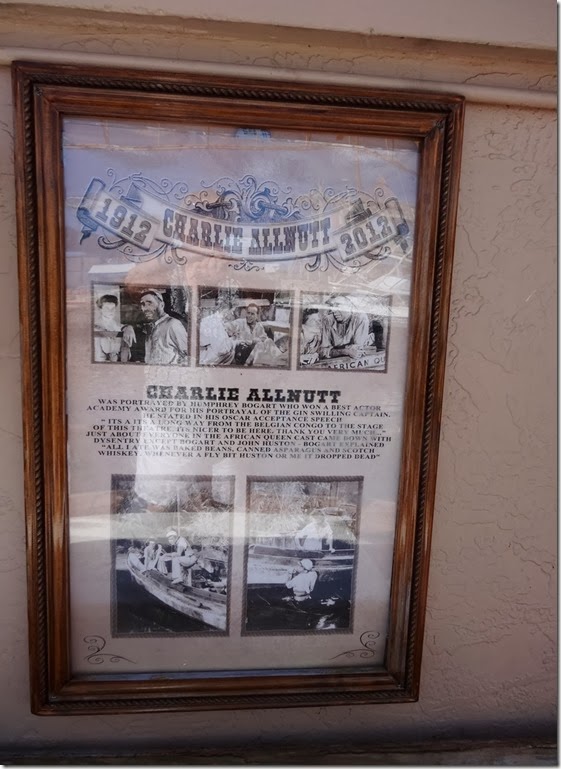 1912 CHARLIE ALLNUTT 2012
AFRICAN QU
CHARLIE ALLNUTT
WAS PORTRAYED BY HUMPHREY BOGART WHO WON A BEST ACTOR
ACADEMY AWARD FOR HIS PORTRAYAL OF THE GIN SWILLING CAPTAIN.
HE STATED IN HIS OSCAR ACCEPTANCE SPEECH
" ITS A IT'S A LONG WAY FROM THE BELGIAN CONGO TO THE STAGE
OF THIS THEATRE. IT'S NICER TO BE HERE. THANK YOU VERY MUCH..."
JUST ABOUT EVERYONE IN THE AFRICAN QUEEN CAST CAME DOWN WITH
DYSENTRY EXCEPT BOGART AND JOHN HUSTON - BOGART EXPLAINED
"ALL I ATE WAS BAKED BEANS, CANNED ASPARAGUS AND SCOTCH
WHISKEY. WHENEVER A FLY BIT HUSTON OR ME IT DROPPED DEAD"